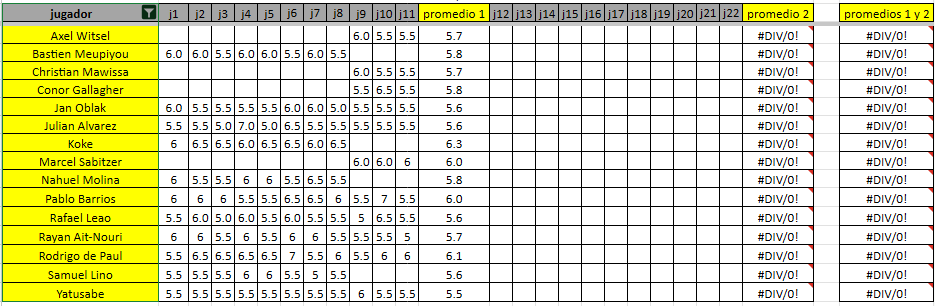 jugador j1 j2 j3 j4 j5 j6 j7 j8 j9 j10 j11 promedio 1 j12 j13 j14 j15 j16 j17 j18 j19 j20 j21 j22 promedio 2 promedios 1 y 2
Axel Witsel 6.0 5.5 5.5 5.7 #DIV/0! #DIV/0!
Bastien Meupiyou 6.0 6.0 5.5 6.0 6.0 5.5 6.0 5.5 5.8 #DIV/0! #DIV/0!
Christian Mawissa 6.0 5.5 5.5 5.7 #DIV/0! #DIV/0!
Conor Gallagher 5.5 6.5 5.5 5.8 #DIV/0! #DIV/0!
Jan Oblak 6.0 5.5 5.5 5.5 5.5 6.0 6.0 5.0 5.5 5.5 5.5 5.6 #DIV/0! #DIV/0!
Julian Alvarez 5.5 5.5 5.0 7.0 5.0 6.5 5.5 5.5 5.5 5.5 5.5 5.6 #DIV/0! #DIV/0!
Koke 6 6.5 6.5 6.0 6.5 6.5 6.0 6.5 6.3 #DIV/0! #DIV/0!
Marcel Sabitzer 6.0 6.0 6 6.0 #DIV/0! #DIV/0!
Nahuel Molina 6 5.5 5.5 6 6 5.5 6.5 5.5 5.8 #DIV/0! #DIV/0!
Pablo Barrios 6 6 6 5.5 5.5 6.5 6.5 6 5.5 7 5.5 6.0 #DIV/0! #DIV/0!
Rafael Leao 5.5 6.0 5.0 6.0 5.5 6.0 5.5 5.5 5 6.5 5.5 5.6 #DIV/0! #DIV/0!
Rayan Ait-Nouri 6 6 5.5 6 5.5 6 6 5.5 5.5 5.5 5 5.7 #DIV/0! #DIV/0!
Rodrigo de Paul 5.5 6.5 6.5 6.5 6.5 7 5.5 6 5.5 6 6 6.1 #DIV/0! #DIV/0!
Samuel Lino 5.5 5.5 5.5 6 6 5.5 5 5.5 5.6 #DIV/0! #DIV/0!
Yatusabe 5.5 5.5 5.5 5.5 5.5 5.5 5.5 5.5 6 5.5 5.5 5.5 #DIV/0! #DIV/0!